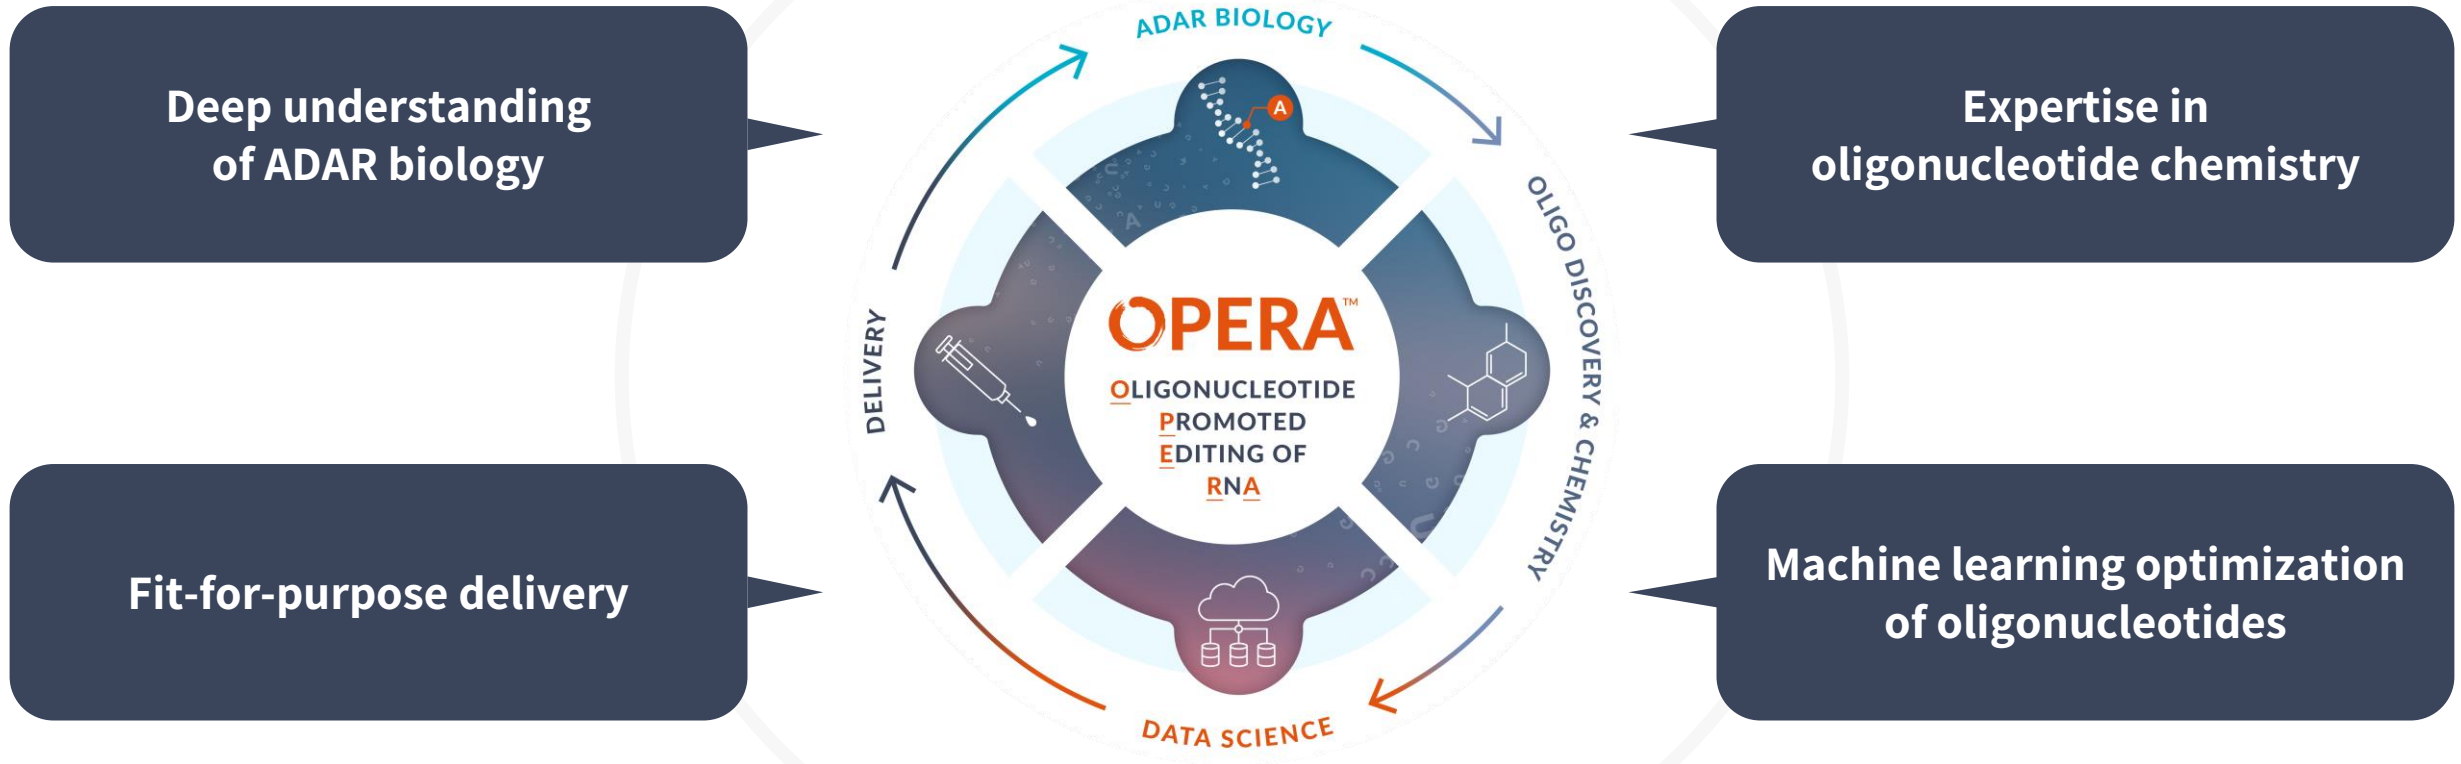 Deep understanding
of ADAR biology
Fit-for-purpose delivery
ADAR BIOLOGY
A
OLIGO DISCOVERY & CHEMISTRY
DATA SCIENCE
DELIVERY
OPERA™
OLIGONUCLEOTIDE
PROMOTED
EDITING OF
RNA
Expertise in
oligonucleotide chemistry
Machine learning optimization
of oligonucleotides